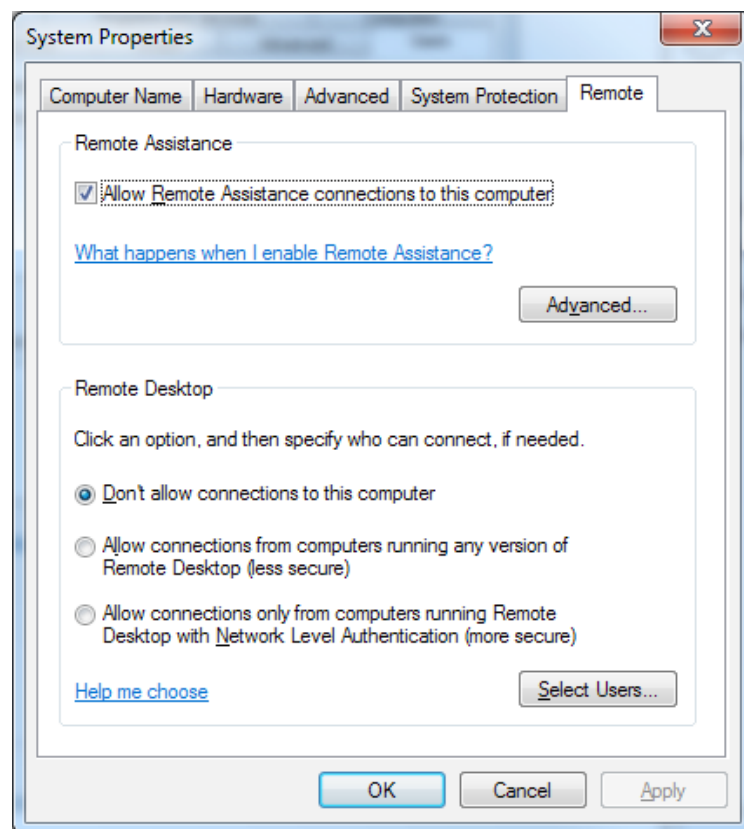 System Properties
Computer Name
Hardware
Advanced
System Protection
Remote
Remote Assistance
Allow Remote Assistance connections to this computer
What happens when I enable Remote Assistance?
Advanced...
Remote Desktop
Click an option, and then specify who can connect, if needed.
Don't allow connections to this computer
Allow connections from computers running any version of
Remote Desktop (less secure)
Allow connections only from computers running Remote
Desktop with Network Level Authentication (more secure)
Help me choose
Select Users...
OK
Cancel
Apply